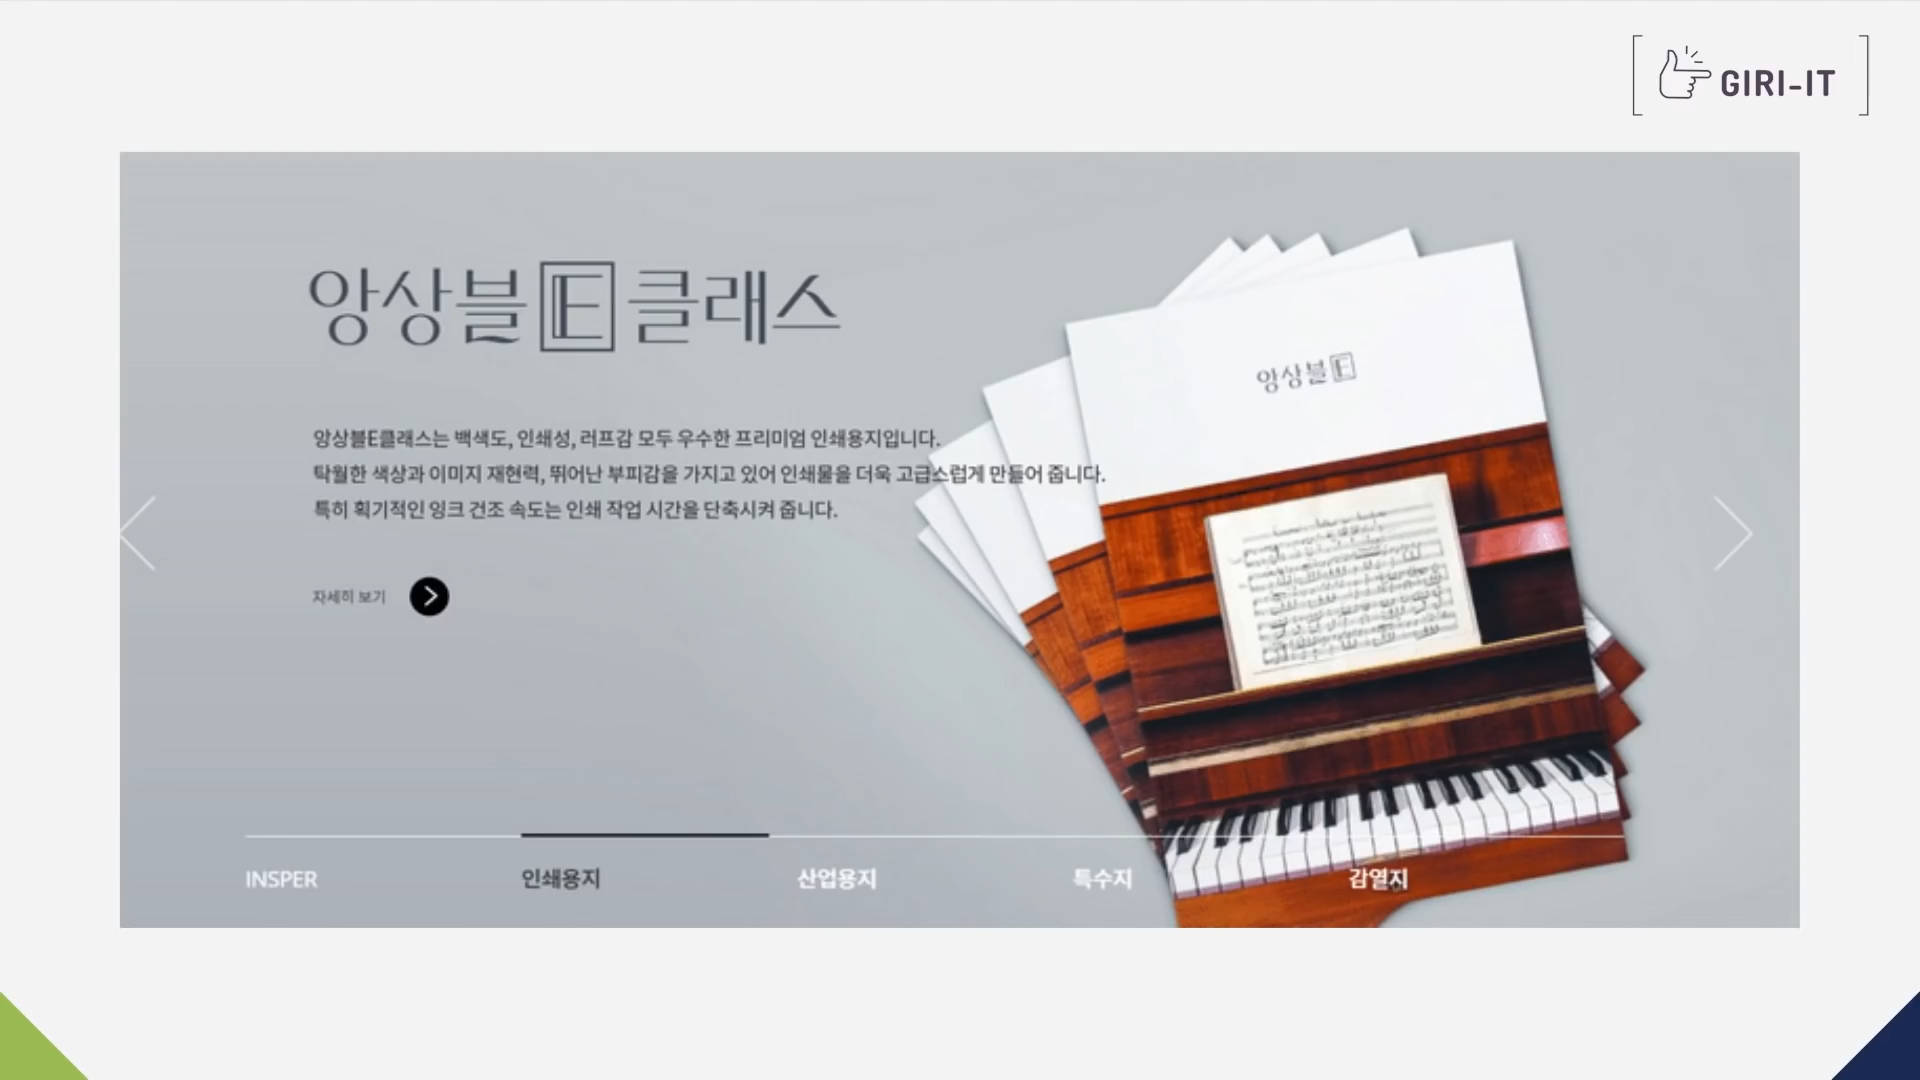 GIRI-IT
앙상블E클래스
앙상블E
앙상블E클래스는 백색도, 인쇄성, 러프감 모두 우수한 프리미엄 인쇄용지입니다.
탁월한 색상과 이미지 재현력, 뛰어난 부피감을 가지고 있어 인쇄물을 더욱 고급스럽게 만들어 줍니다.
특히 획기적인 잉크 건조 속도는 인쇄 작업 시간을 단축시켜 줍니다.
자세히 보기
INSPER 인쇄용지 산업용지 특수지 감열지